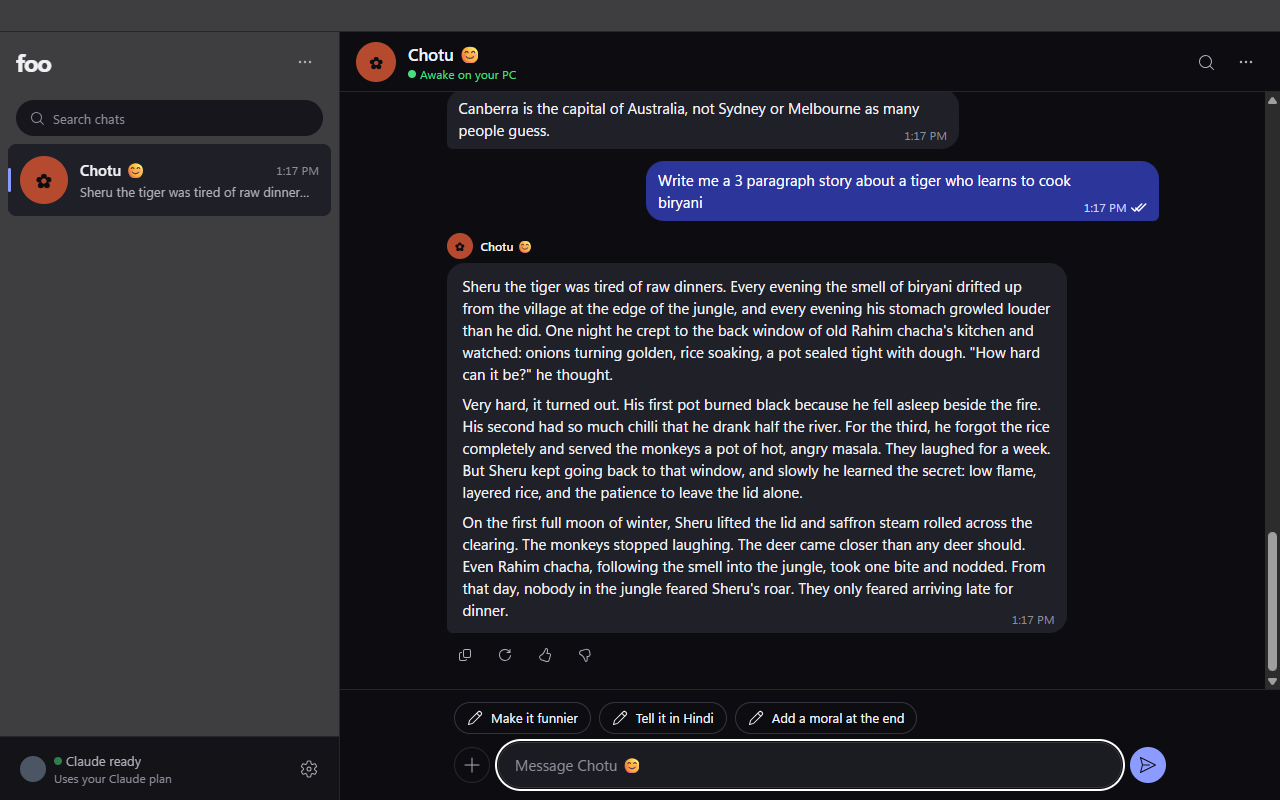 foo
Search chats
Chotu 😊
1:17 PM
Sheru the tiger was tired of raw dinner...
Claude ready
Uses your Claude plan
Chotu 😊
Awake on your PC
Canberra is the capital of Australia, not Sydney or Melbourne as many
people guess.
1:17 PM
Write me a 3 paragraph story about a tiger who learns to cook
biryani
1:17 PM
Chotu 😊
Sheru the tiger was tired of raw dinners. Every evening the smell of biryani drifted up
from the village at the edge of the jungle, and every evening his stomach growled louder
than he did. One night he crept to the back window of old Rahim chacha's kitchen and
watched: onions turning golden, rice soaking, a pot sealed tight with dough. "How hard
can it be?" he thought.
Very hard, it turned out. His first pot burned black because he fell asleep beside the fire.
His second had so much chilli that he drank half the river. For the third, he forgot the rice
completely and served the monkeys a pot of hot, angry masala. They laughed for a week.
But Sheru kept going back to that window, and slowly he learned the secret: low flame,
layered rice, and the patience to leave the lid alone.
On the first full moon of winter, Sheru lifted the lid and saffron steam rolled across the
clearing. The monkeys stopped laughing. The deer came closer than any deer should.
Even Rahim chacha, following the smell into the jungle, took one bite and nodded. From
that day, nobody in the jungle feared Sheru's roar. They only feared arriving late for
dinner.
1:17 PM
Make it funnier
Tell it in Hindi
Add a moral at the end
Message Chotu 😊